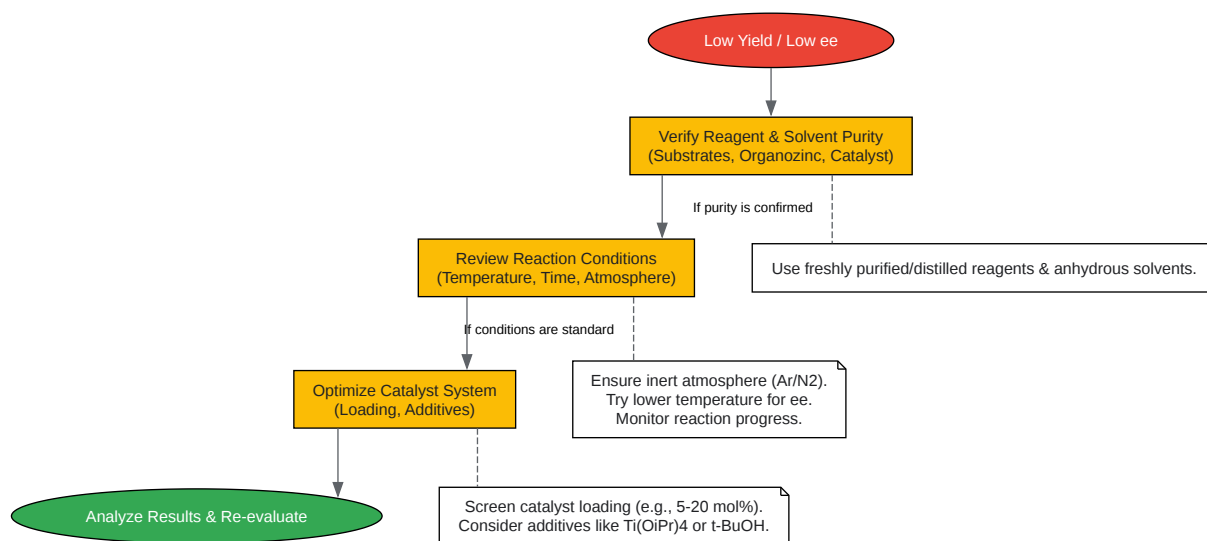 Low Yield / Low ee
Verify Reagent & Solvent Purity
(Substrates, Organozinc, Catalyst)
If purity is confirmed
Review Reaction Conditions
(Temperature, Time, Atmosphere)
Use freshly purified/distilled reagents & anhydrous solvents.
If conditions are standard
Optimize Catalyst System
(Loading, Additives)
Ensure inert atmosphere (Ar/N2).
Try lower temperature for ee.
Monitor reaction progress.
Analyze Results & Re-evaluate
Screen catalyst loading (e.g., 5-20 mol%).
Consider additives like Ti(OiPr)4 or t-BuOH.